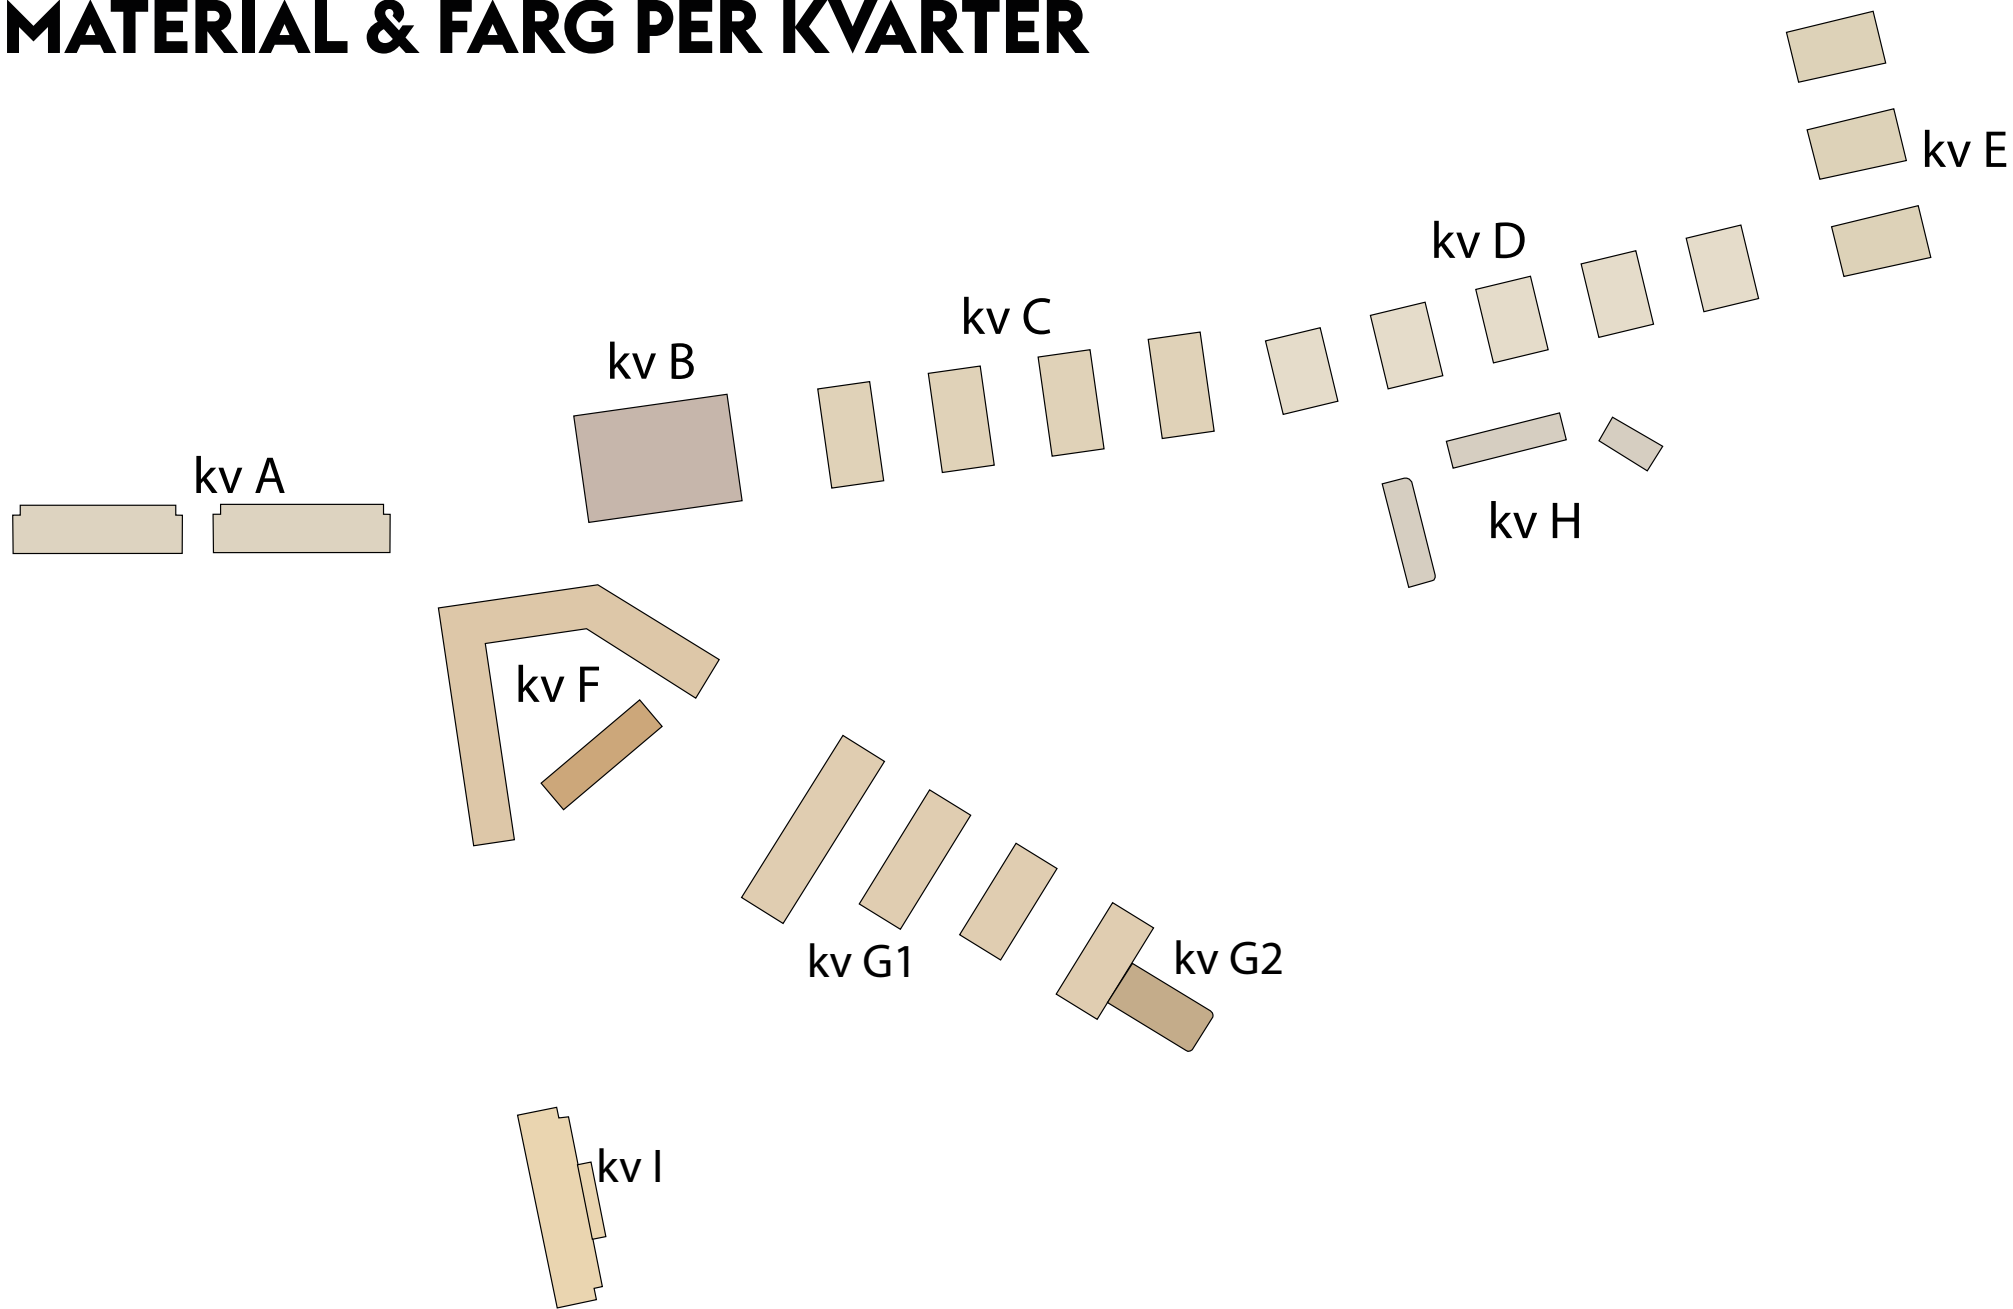 MATERIAL & FARG PER KVARTER
kv E
kv D
kv C
kv B
kv A
kv H
kv F
kv G1
kv G2
kv I